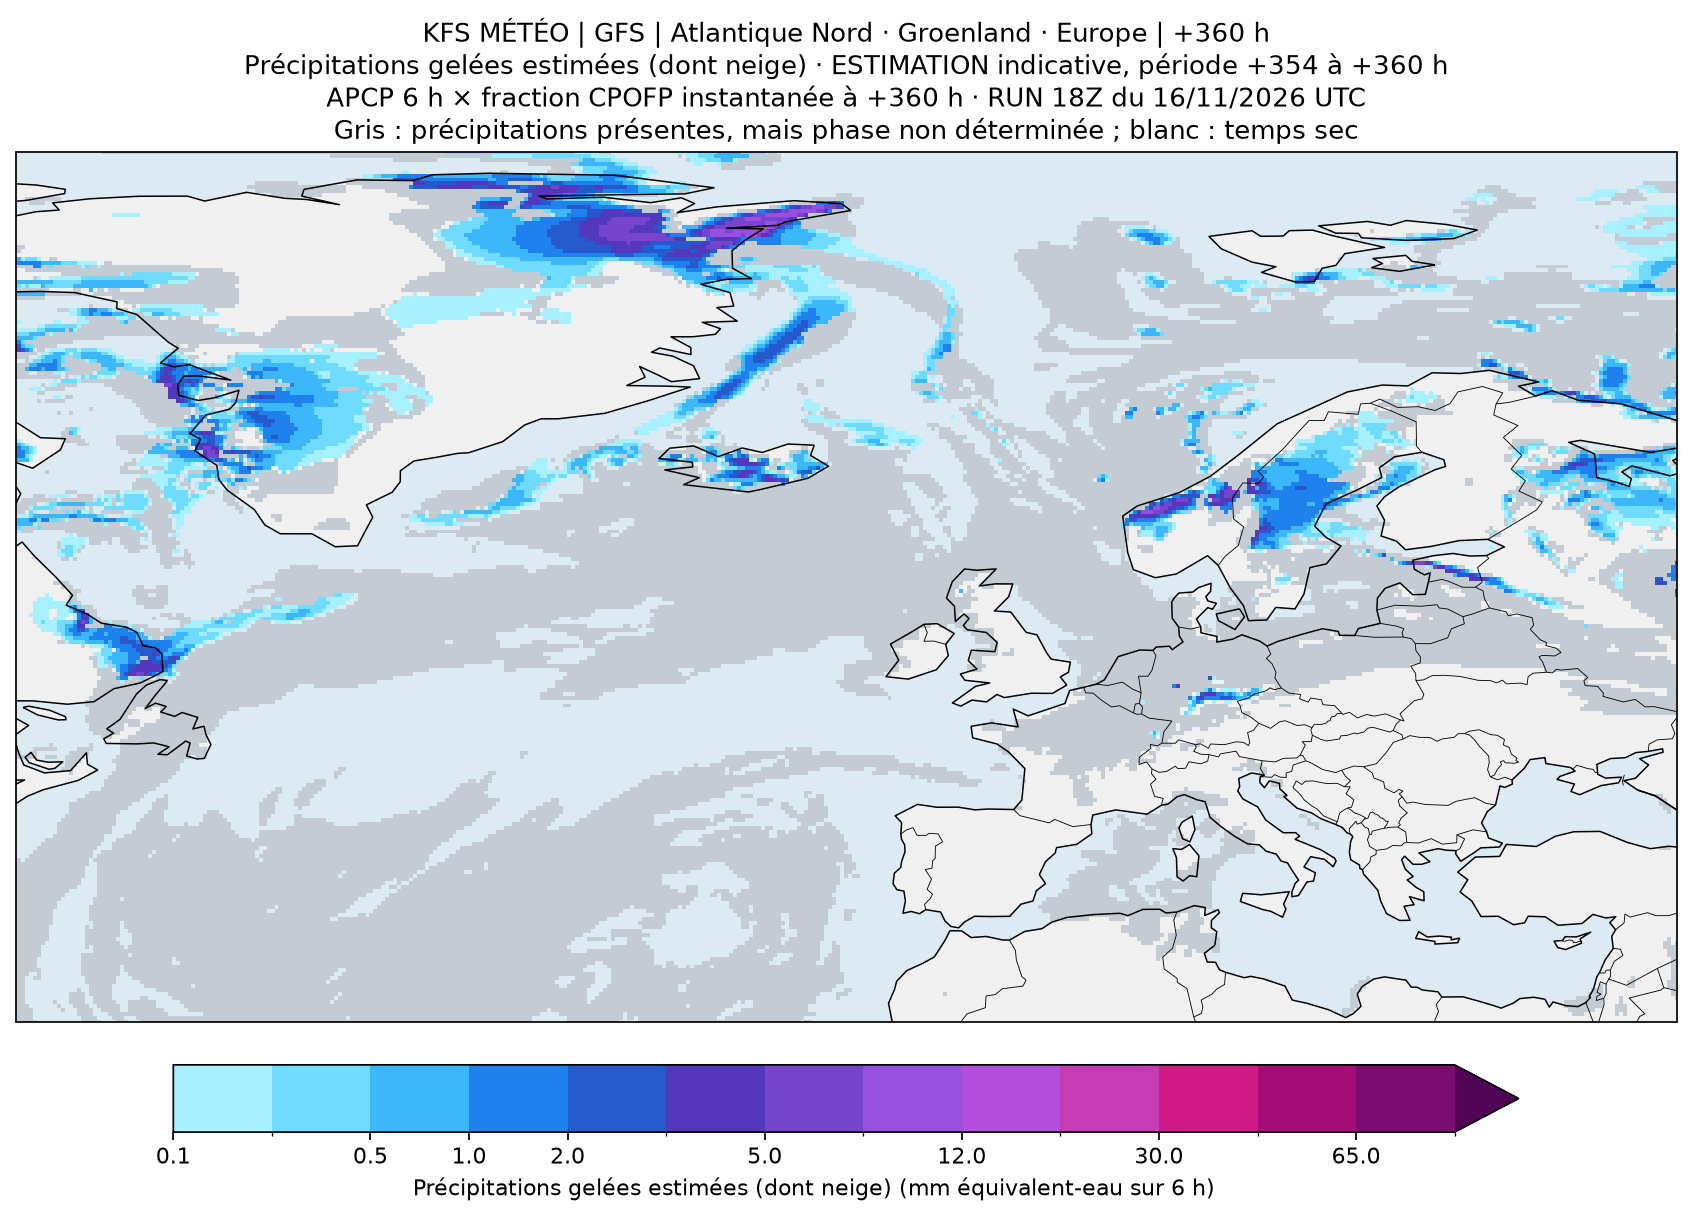 KFS MÉTÉO | GFS | Atlantique Nord · Groenland · Europe | +360 h
Précipitations gelées estimées (dont neige) · ESTIMATION indicative, période +354 à +360 h
APCP 6 h × fraction CPOFP instantanée à +360 h · RUN 18Z du 16/11/2026 UTC
Gris : précipitations présentes, mais phase non déterminée ; blanc : temps sec
0.1 0.5 1.0 2.0 5.0 12.0 30.0 65.0
Précipitations gelées estimées (dont neige) (mm équivalent-eau sur 6 h)